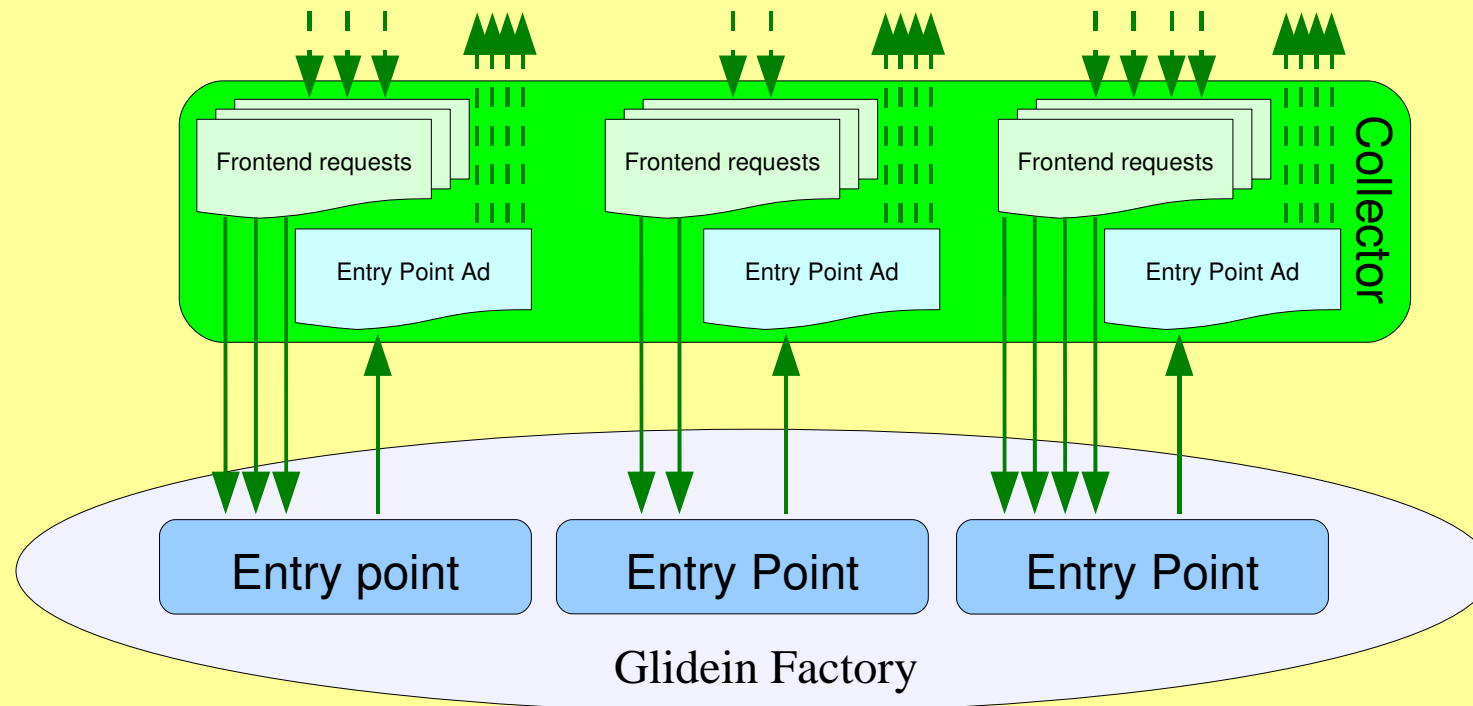 Frontend requests
Frontend requests
Frontend requests
Collector
Entry Point Ad
Entry Point Ad
Entry Point Ad
Entry point
Entry Point
Entry Point
Glidein Factory